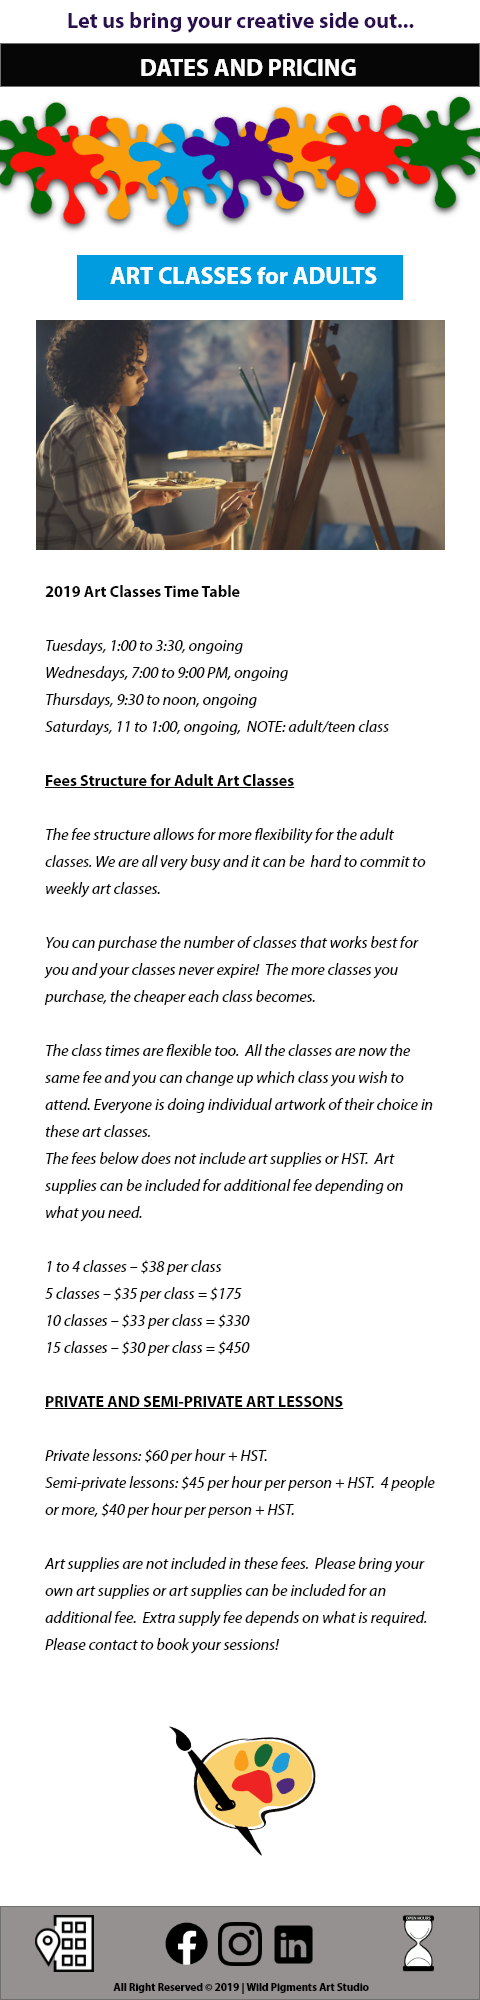 Let us bring your creative side out...
DATES AND PRICING
ART CLASSES for ADULTS
2019 Art Classes Time Table
Tuesdays, 1:00 to 3:30, ongoing
Wednesdays, 7:00 to 9:00 PM, ongoing
Thursdays, 9:30 to noon, ongoing
Saturdays, 11 to 1:00, ongoing,  NOTE: adult/teen class
Fees Structure for Adult Art Classes
The fee structure allows for more flexibility for the adult
classes. We are all very busy and it can be  hard to commit to
weekly art classes.
You can purchase the number of classes that works best for
you and your classes never expire!  The more classes you
purchase, the cheaper each class becomes.
The class times are flexible too.  All the classes are now the
same fee and you can change up which class you wish to
attend. Everyone is doing individual artwork of their choice in
these art classes.
The fees below does not include art supplies or HST.  Art
supplies can be included for additional fee depending on
what you need.
1 to 4 classes – $38 per class
5 classes – $35 per class = $175
10 classes – $33 per class = $330
15 classes – $30 per class = $450
PRIVATE AND SEMI-PRIVATE ART LESSONS
Private lessons: $60 per hour + HST.
Semi-private lessons: $45 per hour per person + HST.  4 people
or more, $40 per hour per person + HST.
Art supplies are not included in these fees.  Please bring your
own art supplies or art supplies can be included for an
additional fee.  Extra supply fee depends on what is required.
Please contact to book your sessions!
OPEN HOURS
All Right Reserved © 2019 | Wild Pigments Art Studio